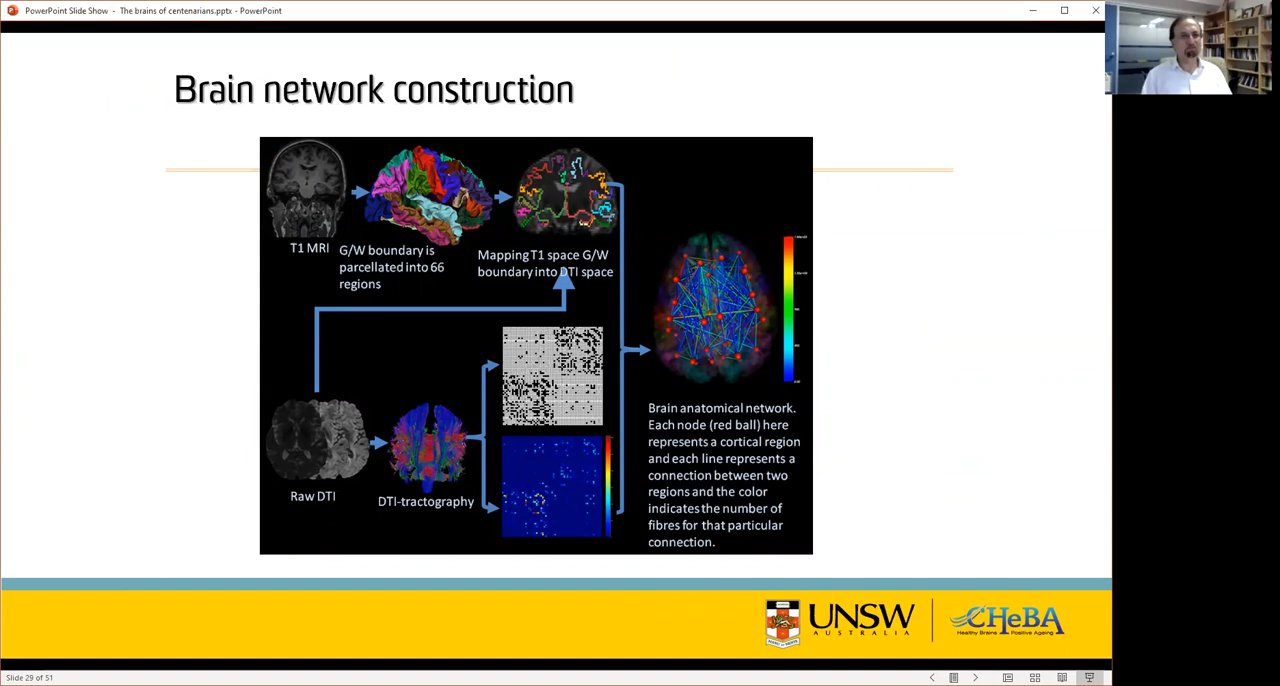 PowerPoint Slide Show - The brains of centenarians.pptx - PowerPoint
Brain network construction
T1 MRI
G/W boundary is
parcellated into 66
regions
Mapping T1 space G/W
boundary into DTI space
Raw DTI
DTI-tractography
Brain anatomical network.
Each node (red ball) here
represents a cortical region
and each line represents a
connection between two
regions and the color
indicates the number of
fibres for that particular
connection.
UNSW
AUSTRALIA
CHeBA
Healthy Brains Positive Ageing
Slide 29 of 51